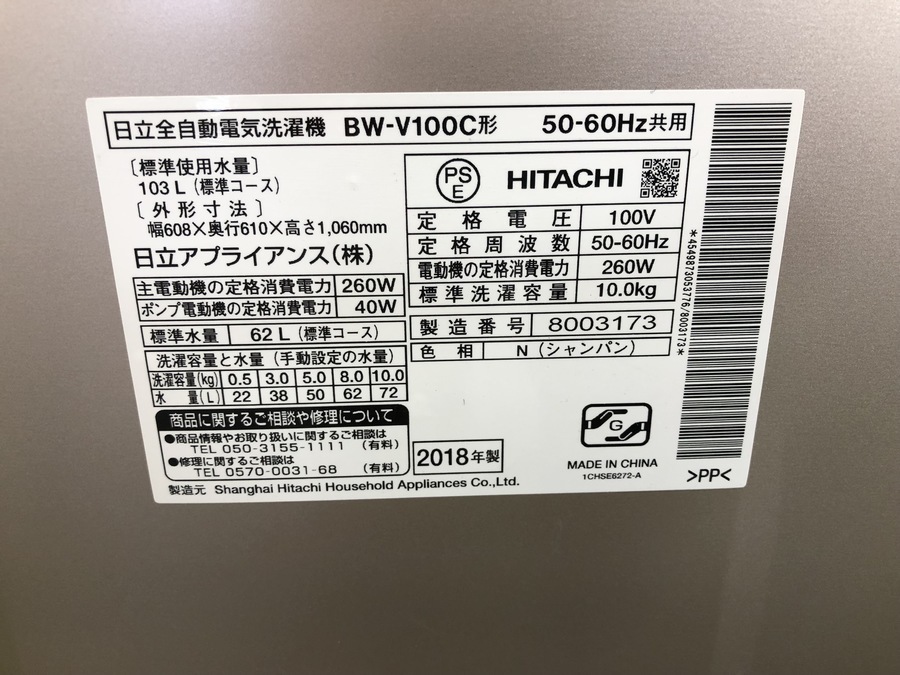 日立全自動電気洗濯機 BW-V100C形 50-60Hz共用
〔標準使用水量〕
103 L (標準コース)
〔外形寸法〕
幅608×奥行610×高さ1,060mm
日立アプライアンス(株)
主電動機の定格消費電力 260W
ポンプ電動機の定格消費電力 40W
標準水量 62 L (標準コース)
洗濯容量と水量 (手動設定の水量)
洗濯容量(kg) 0.5 3.0 5.0 8.0 10.0
水 量(L) 22 38 50 62 72
商品に関するご相談や修理について
●商品情報やお取り扱いに関するご相談は
TEL 050-3155-1111 (有料)
●修理に関するご相談は
TEL 0570-0031-68 (有料)
製造元 Shanghai Hitachi Household Appliances Co.,Ltd.
PS
E
HITACHI
定格電圧 100V
定格周波数 50-60Hz
電動機の定格消費電力 260W
標準洗濯容量 10.0kg
製造番号 8003173
色相 N (シャンパン)
2018年製
G
MADE IN CHINA
1CHSE6272-A
>PP<
*4549873053776/8003173*